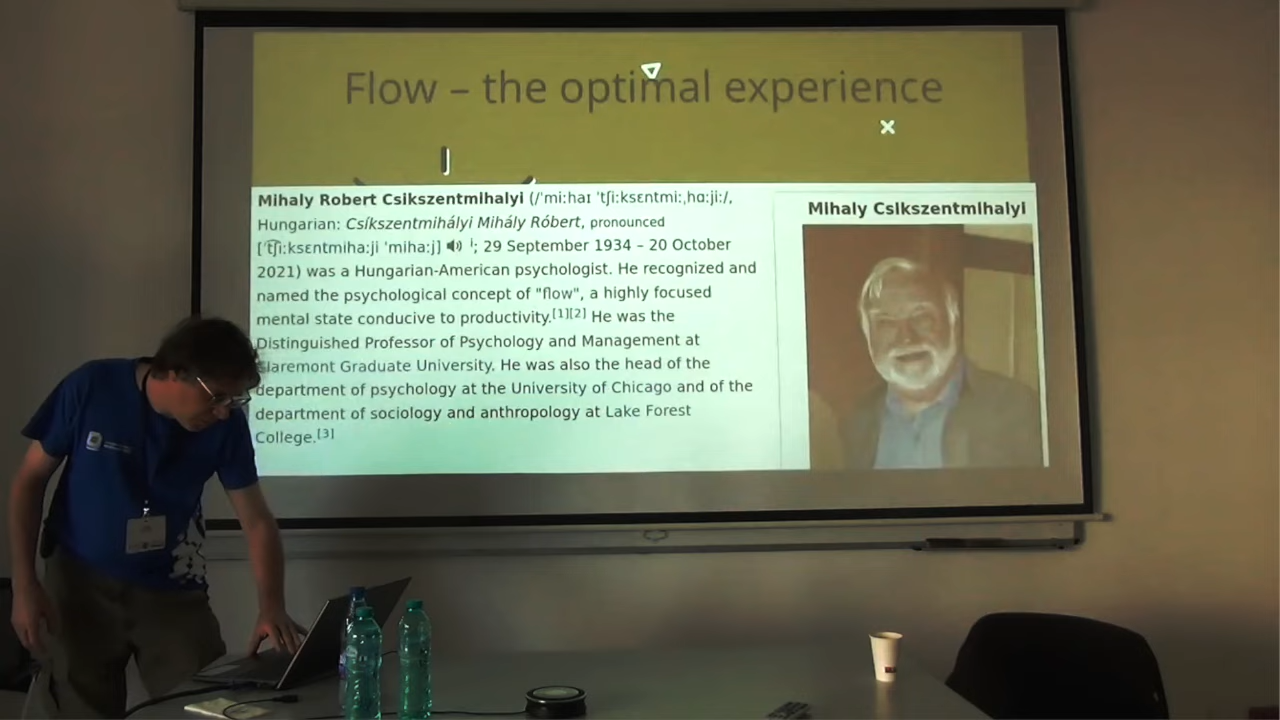 Flow – the optimal experience
Mihaly Robert Csikszentmihalyi (/ˈmiːhaɪ ˈtʃiːksɛntmiːˌhɑːjiː/,
Hungarian: Csíkszentmihályi Mihály Róbert, pronounced
[ˈt͡ʃiːksɛntmihaːji ˈmihaːj] ⁱ; 29 September 1934 – 20 October
2021) was a Hungarian-American psychologist. He recognized and
named the psychological concept of "flow", a highly focused
mental state conducive to productivity.[1][2] He was the
Distinguished Professor of Psychology and Management at
Claremont Graduate University. He was also the head of the
department of psychology at the University of Chicago and of the
department of sociology and anthropology at Lake Forest
College.[3]
Mihaly Csikszentmihalyi